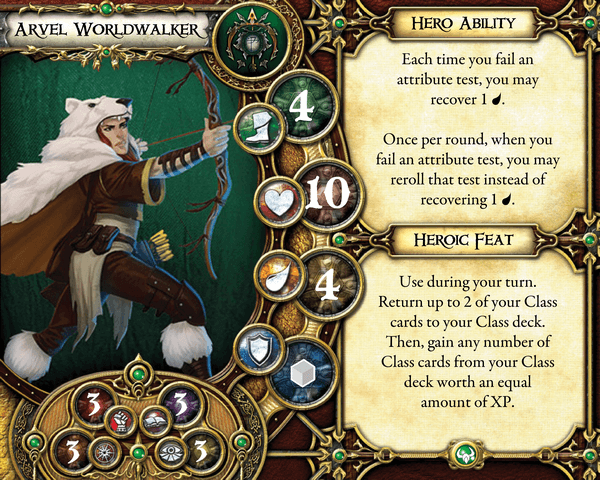 Arvel Worldwalker
4
10
4
3
3
3
3
Hero Ability
Each time you fail an
attribute test, you may
recover 1 .
Once per round, when you
fail an attribute test, you may
reroll that test instead of
recovering 1 .
Heroic Feat
Use during your turn.
Return up to 2 of your Class
cards to your Class deck.
Then, gain any number of
Class cards from your Class
deck worth an equal
amount of XP.